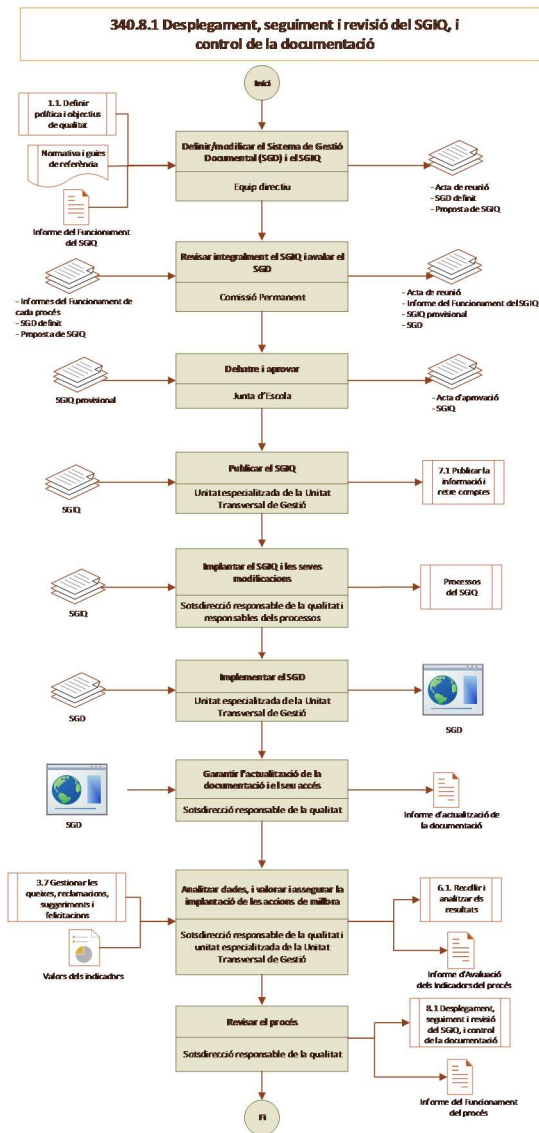 340.8.1 Desplegament, seguiment i revisió del SGIQ, i
control de la documentació
Inici
1.1. Definir
política i objectius
de qualitat
Normativa i guies
de referència
Informe del Funcionament
del SGIQ
Definir/modificar el Sistema de Gestió
Documental (SGD) i el SGIQ
Equip directiu
- Acta de reunió
- SGD definit
- Proposta de SGIQ
- Informes del Funcionament de
cada procés
- SGD definit
- Proposta de SGIQ
Revisar integralment el SGIQ i avalar el
SGD
Comissió Permanent
- Acta de reunió
- Informe del Funcionament del SGIQ
- SGIQ provisional
- SGD
SGIQ provisional
Debatre i aprovar
Junta d'Escola
- Acta d'aprovació
- SGIQ
SGIQ
Publicar el SGIQ
Unitat especialitzada de la Unitat
Transversal de Gestió
7.1 Publicar la
informació i
retre comptes
SGIQ
Implantar el SGIQ i les seves
modificacions
Sotsdirecció responsable de la qualitat i
responsables dels processos
Processos
del SGIQ
SGD
Implementar el SGD
Unitat especialitzada de la Unitat
Transversal de Gestió
SGD
SGD
Garantir l'actualització de la
documentació i el seu accés
Sotsdirecció responsable de la qualitat
Informe d'actualització de
la documentació
3.7 Gestionar les
queixes, reclamacions,
suggeriments i
felicitacions
Valors dels indicadors
Analitzar dades, i valorar i assegurar la
implantació de les accions de millora
Sotsdirecció responsable de la qualitat i
unitat especialitzada de la Unitat
Transversal de Gestió
6.1. Recollir i
analitzar els
resultats
Informe d'Avaluació
dels Indicadors del procés
Revisar el procés
Sotsdirecció responsable de la qualitat
8.1 Desplegament,
seguiment i revisió
del SGIQ, i control
de la documentació
Informe del Funcionament
del procés
Fi